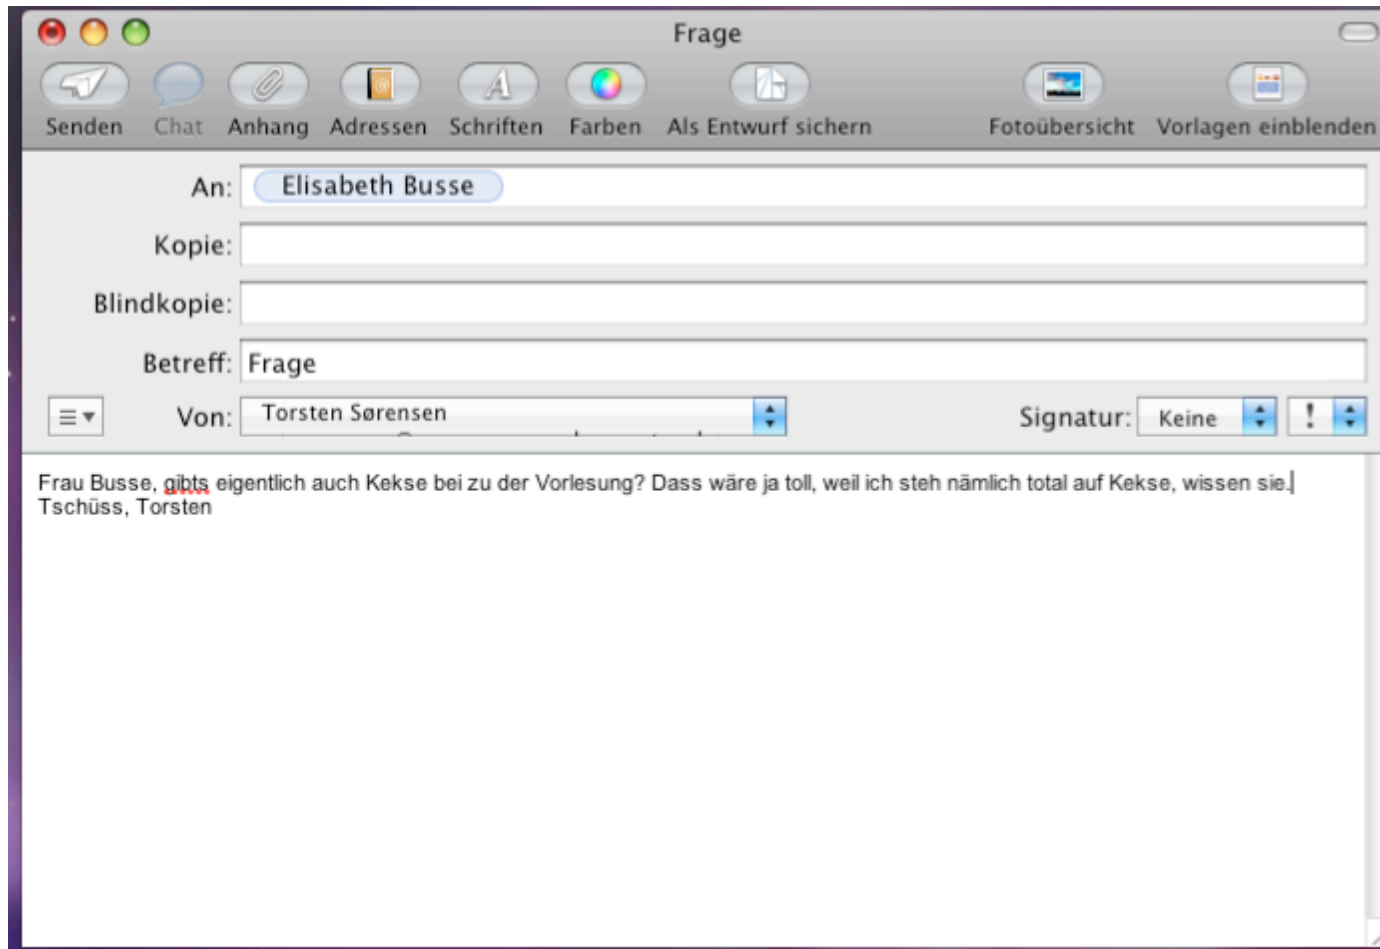 Frage
Senden Chat Anhang Adressen Schriften Farben Als Entwurf sichern Fotoübersicht Vorlagen einblenden
An: Elisabeth Busse
Kopie:
Blindkopie:
Betreff: Frage
Von: Torsten Sørensen Signatur: Keine !
Frau Busse, gibts eigentlich auch Kekse bei zu der Vorlesung? Dass wäre ja toll, weil ich steh nämlich total auf Kekse, wissen sie.
Tschüss, Torsten